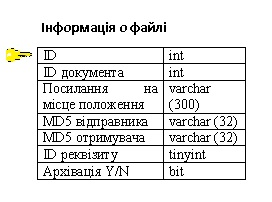 Інформація о файлі
ID int
ID документа int
Посилання на varchar
місце положення (300)
MD5 відправника varchar (32)
MD5 отримувача varchar (32)
ID реквізиту tinyint
Архівація Y/N bit